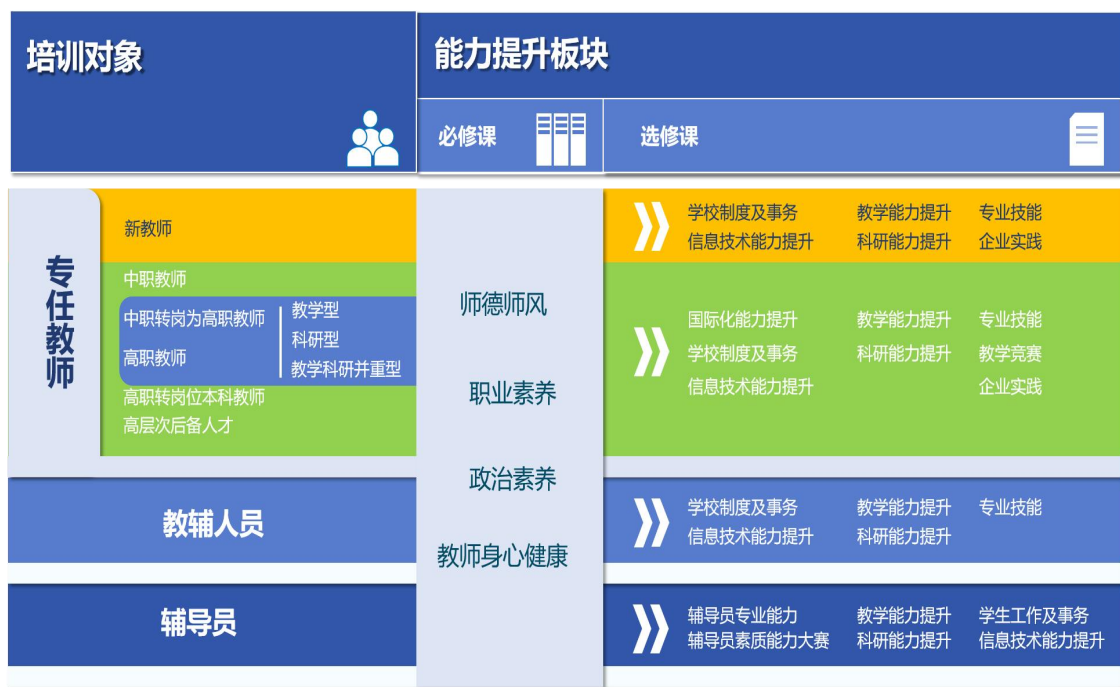 培训对象
能力提升板块
必修课
选修课
专任教师
新教师
中职教师
中职转岗为高职教师
高职教师
教学型
科研型
教学科研并重型
高职转岗位本科教师
高层次后备人才
教辅人员
辅导员
师德师风
职业素养
政治素养
教师身心健康
学校制度及事务 教学能力提升 专业技能
信息技术能力提升 科研能力提升 企业实践
国际化能力提升 教学能力提升 专业技能
学校制度及事务 科研能力提升 教学竞赛
信息技术能力提升 企业实践
学校制度及事务 教学能力提升 专业技能
信息技术能力提升 科研能力提升
辅导员专业能力 教学能力提升 学生工作及事务
辅导员素质能力大赛 科研能力提升 信息技术能力提升